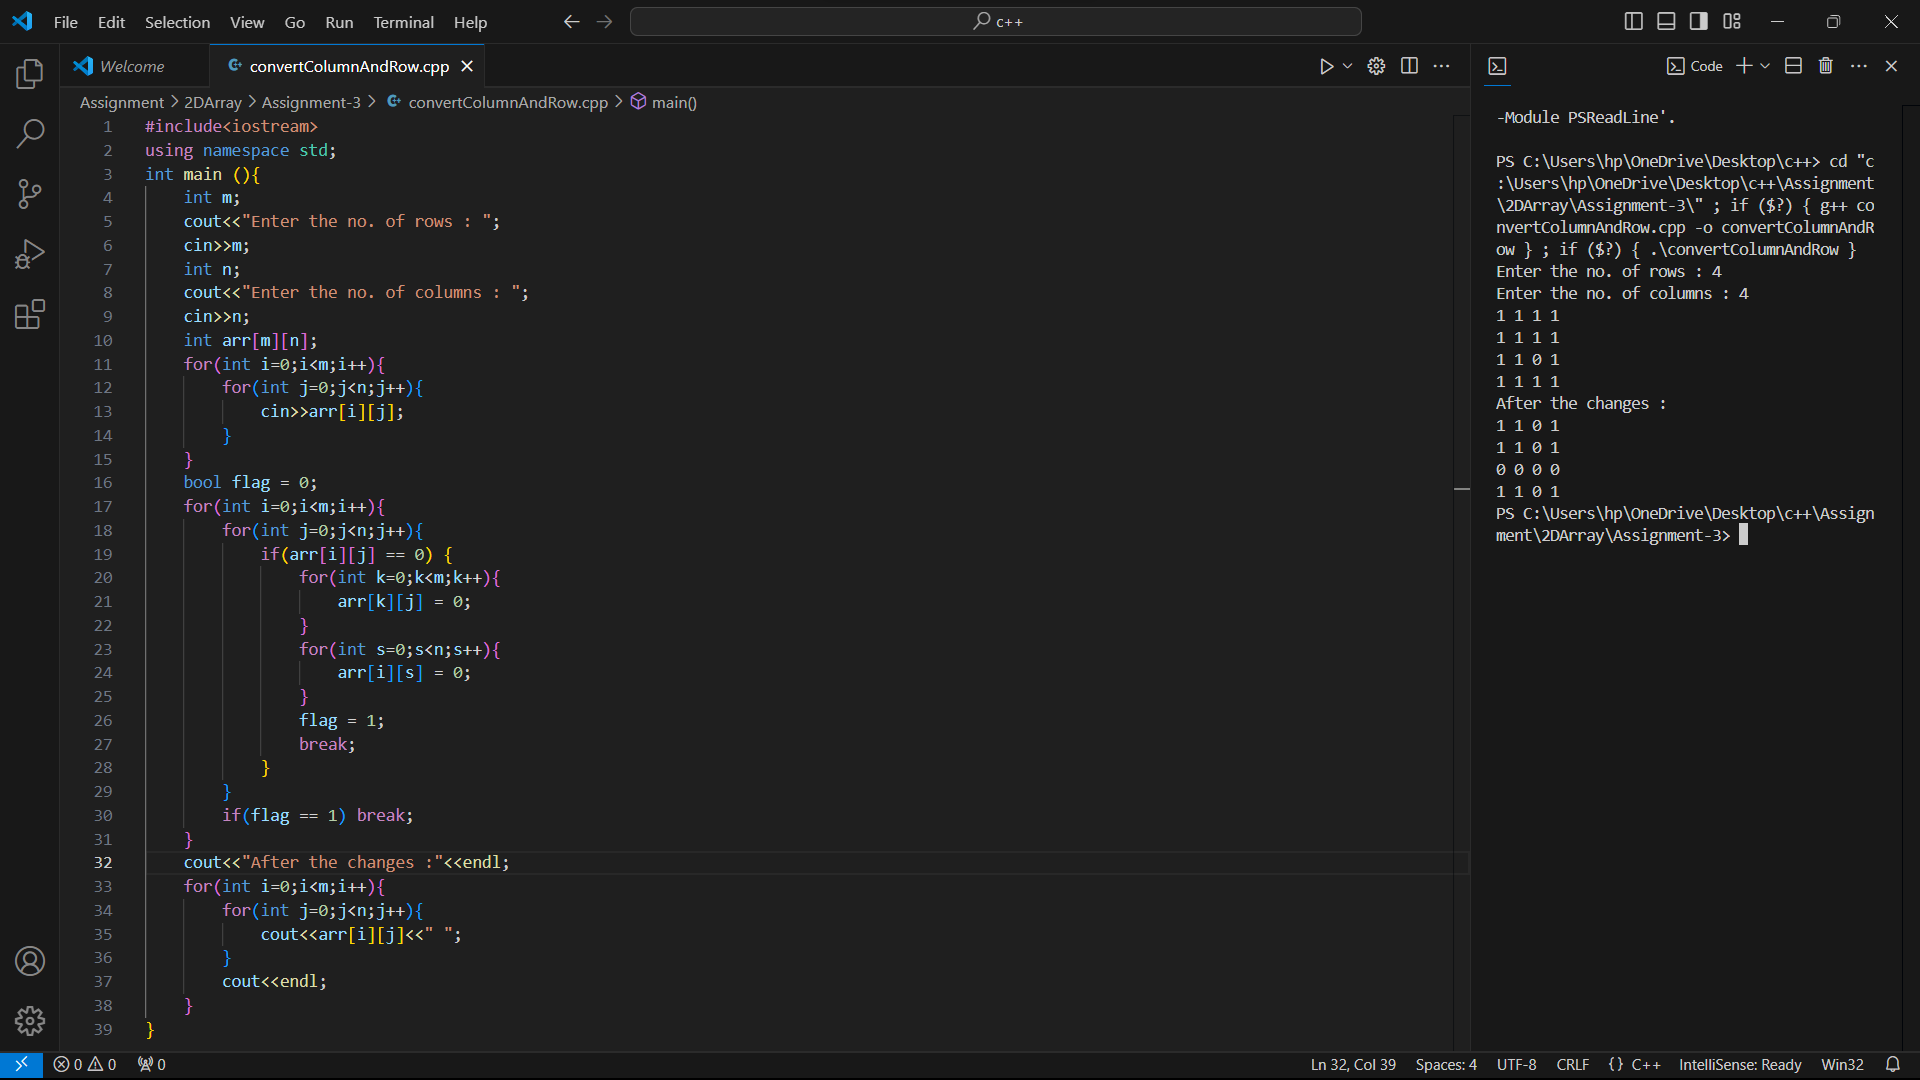 File Edit Selection View Go Run Terminal Help
c++
Welcome
convertColumnAndRow.cpp
Code
Assignment > 2DArray > Assignment-3 > convertColumnAndRow.cpp > main()
1 #include<iostream>
2 using namespace std;
3 int main (){
4 int m;
5 cout<<"Enter the no. of rows : ";
6 cin>>m;
7 int n;
8 cout<<"Enter the no. of columns : ";
9 cin>>n;
10 int arr[m][n];
11 for(int i=0;i<m;i++){
12 for(int j=0;j<n;j++){
13 cin>>arr[i][j];
14 }
15 }
16 bool flag = 0;
17 for(int i=0;i<m;i++){
18 for(int j=0;j<n;j++){
19 if(arr[i][j] == 0) {
20 for(int k=0;k<m;k++){
21 arr[k][j] = 0;
22 }
23 for(int s=0;s<n;s++){
24 arr[i][s] = 0;
25 }
26 flag = 1;
27 break;
28 }
29 }
30 if(flag == 1) break;
31 }
32 cout<<"After the changes :"<<endl;
33 for(int i=0;i<m;i++){
34 for(int j=0;j<n;j++){
35 cout<<arr[i][j]<<" ";
36 }
37 cout<<endl;
38 }
39 }
-Module PSReadLine'.
PS C:\Users\hp\OneDrive\Desktop\c++> cd "c
:\Users\hp\OneDrive\Desktop\c++\Assignment
\2DArray\Assignment-3\" ; if ($?) { g++ co
nvertColumnAndRow.cpp -o convertColumnAndR
ow } ; if ($?) { .\convertColumnAndRow }
Enter the no. of rows : 4
Enter the no. of columns : 4
1 1 1 1
1 1 1 1
1 1 0 1
1 1 1 1
After the changes :
1 1 0 1
1 1 0 1
0 0 0 0
1 1 0 1
PS C:\Users\hp\OneDrive\Desktop\c++\Assign
ment\2DArray\Assignment-3>
0 0 0 Ln 32, Col 39 Spaces: 4 UTF-8 CRLF {} C++ IntelliSense: Ready Win32